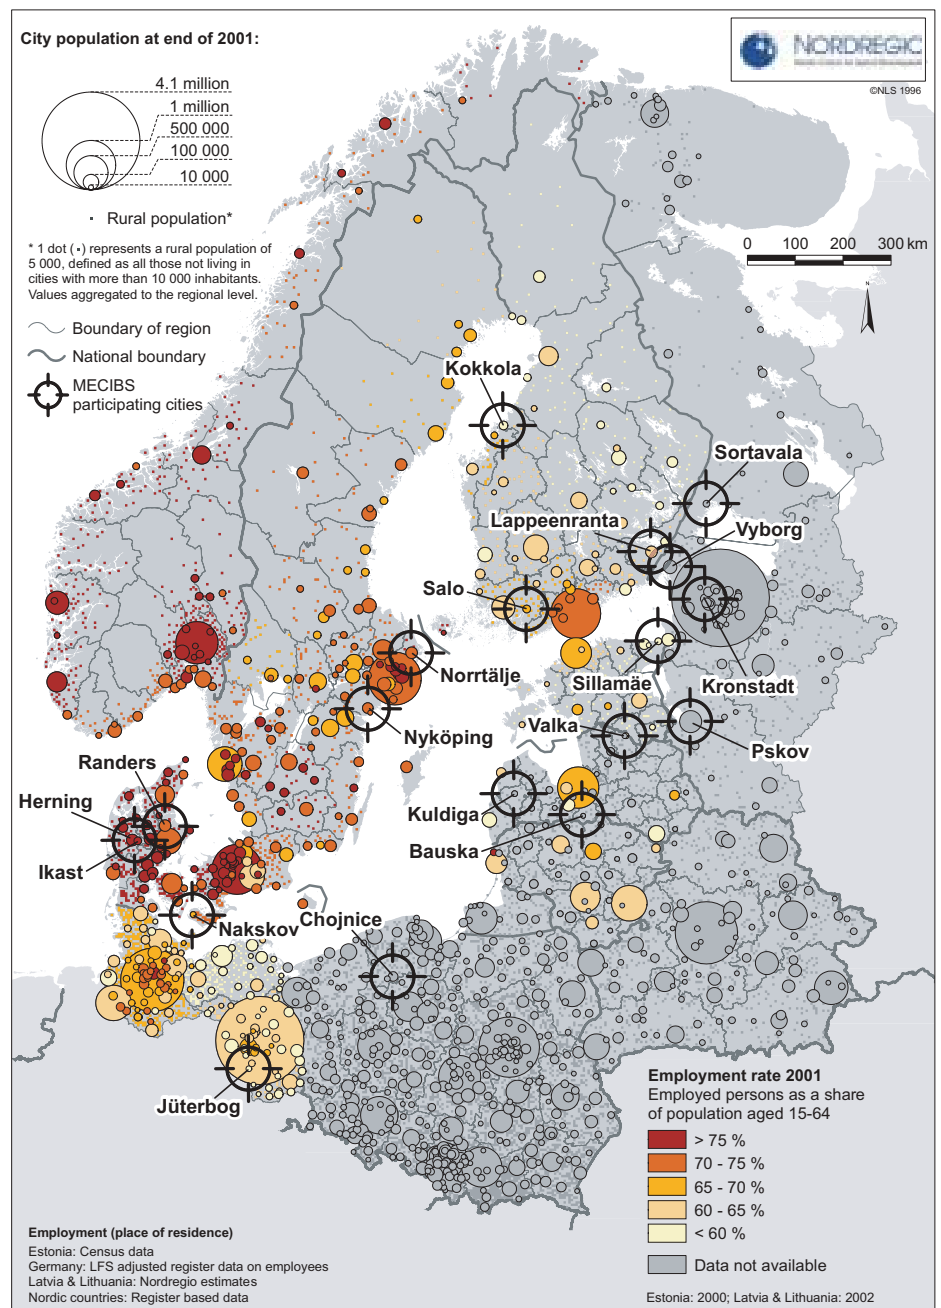 City population at end of 2001:
4.1 million
1 million
500 000
100 000
10 000
Rural population*
* 1 dot ( ▪ ) represents a rural population of
5 000, defined as all those not living in
cities with more than 10 000 inhabitants.
Values aggregated to the regional level.
Boundary of region
National boundary
MECIBS
participating cities
NORDREGIO
©NLS 1996
0 100 200 300 km
N
Kokkola
Sortavala
Lappeenranta
Vyborg
Salo
Norrtälje
Sillamäe
Kronstadt
Nyköping
Valka
Pskov
Randers
Herning
Kuldiga
Ikast
Bauska
Nakskov
Chojnice
Jüterbog
Employment rate 2001
Employed persons as a share
of population aged 15-64
> 75 %
70 - 75 %
65 - 70 %
60 - 65 %
< 60 %
Data not available
Employment (place of residence)
Estonia: Census data
Germany: LFS adjusted register data on employees
Latvia & Lithuania: Nordregio estimates
Nordic countries: Register based data
Estonia: 2000; Latvia & Lithuania: 2002